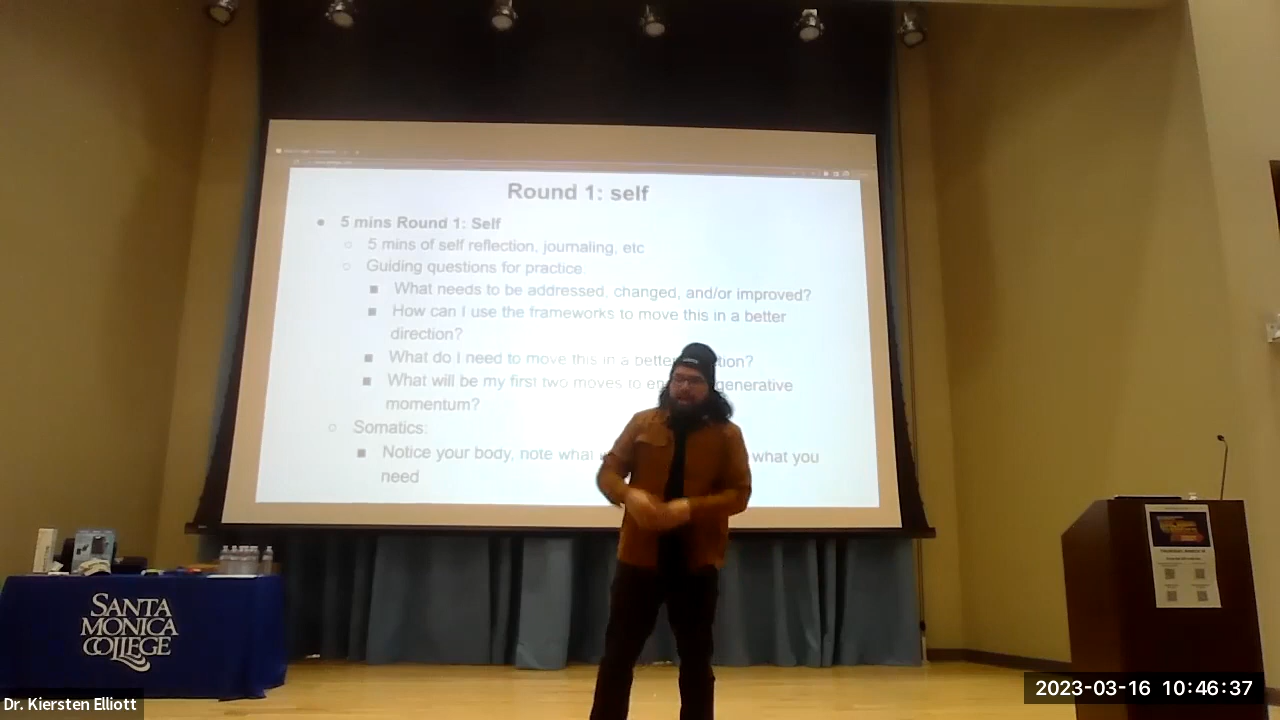 Round 1: self
● 5 mins Round 1: Self
○ 5 mins of self reflection, journaling, etc
○ Guiding questions for practice:
■ What needs to be addressed, changed, and/or improved?
■ How can I use the frameworks to move this in a better
direction?
■ What do I need to move this in a better tion?
■ What will be my first two moves to en generative
momentum?
○ Somatics:
■ Notice your body, note what what you
need
SANTA
MONICA
COLLEGE
Dr. Kiersten Elliott
2023-03-16 10:46:37